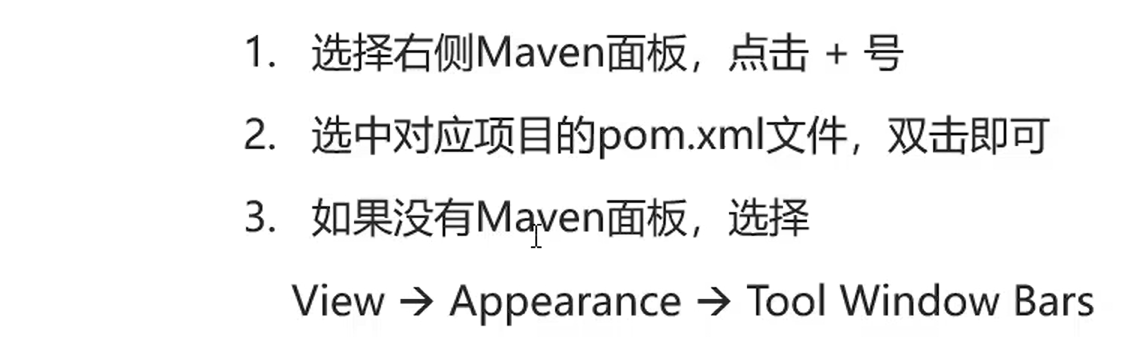 1. 选择右侧Maven面板，点击 + 号
2. 选中对应项目的pom.xml文件，双击即可
3. 如果没有Maven面板，选择
View → Appearance → Tool Window Bars